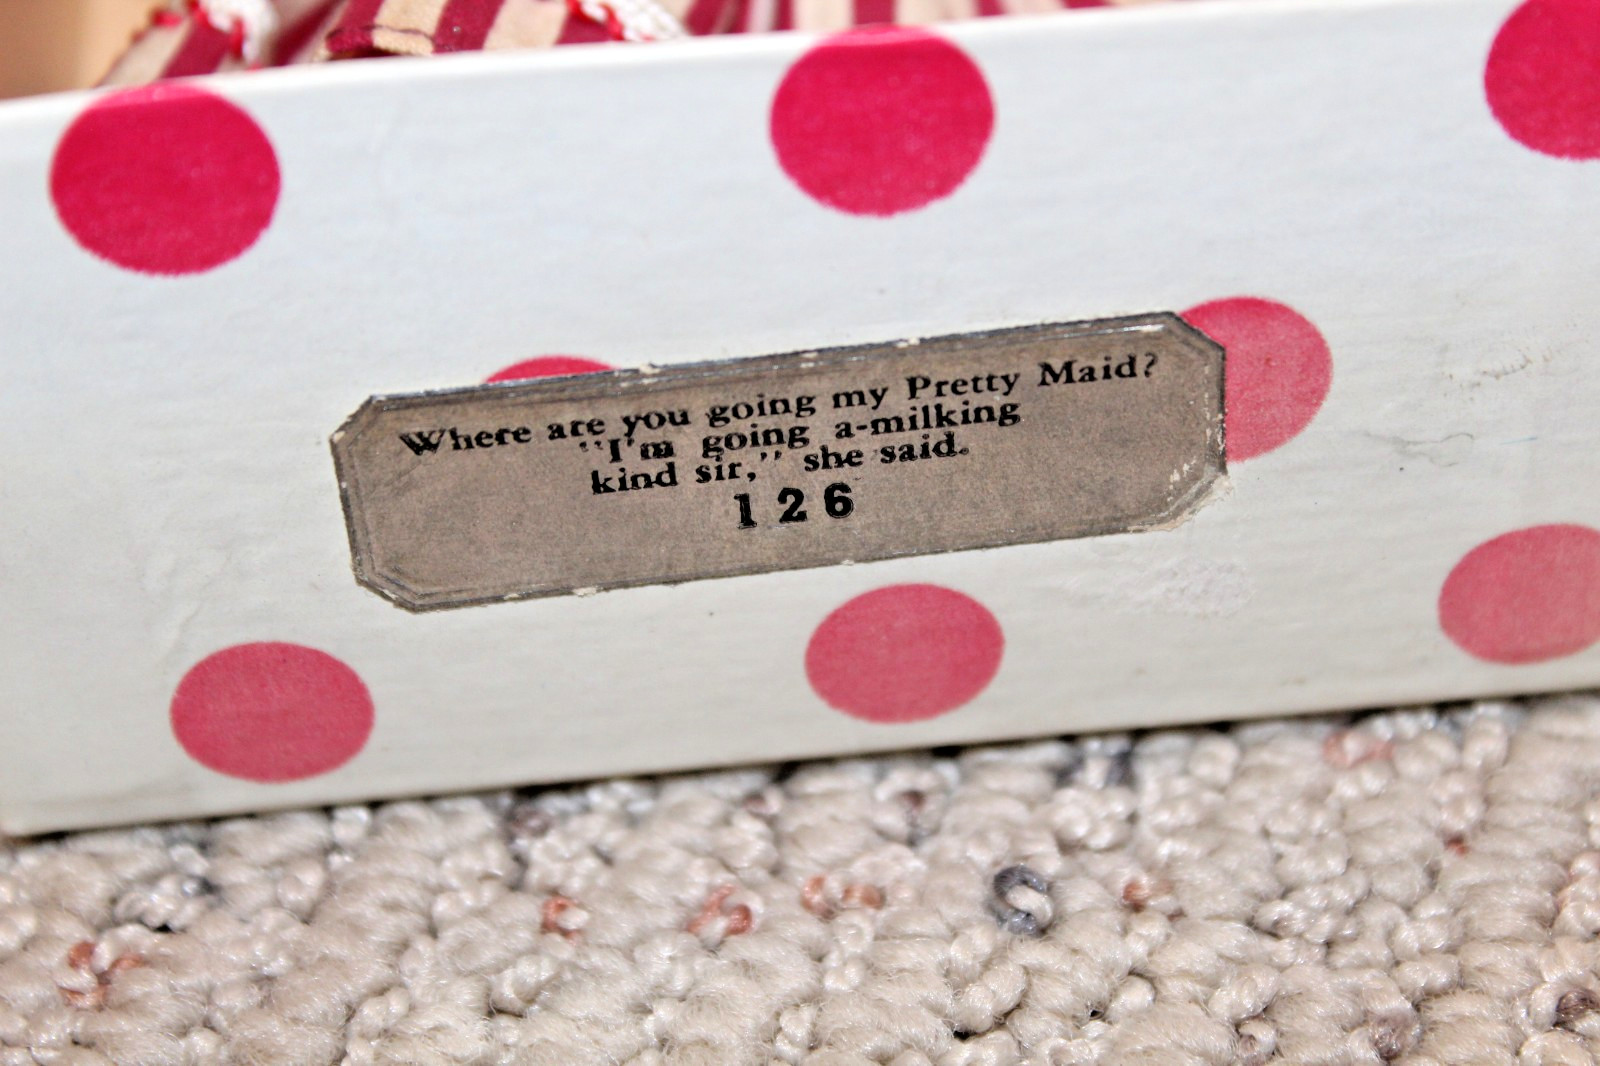 Where are you going my Pretty Maid?
"I'm going a-milking
kind sir," she said.
126